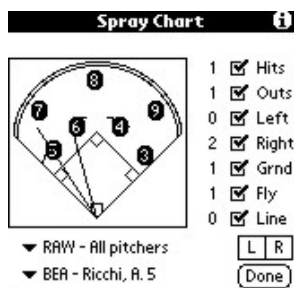 Spray Chart i
8
7
9
6
4
5
3
1 Hits
1 Outs
0 Left
2 Right
1 Grnd
1 Fly
0 Line
RAW - All pitchers
L R
BEA - Ricchi, A. 5
Done